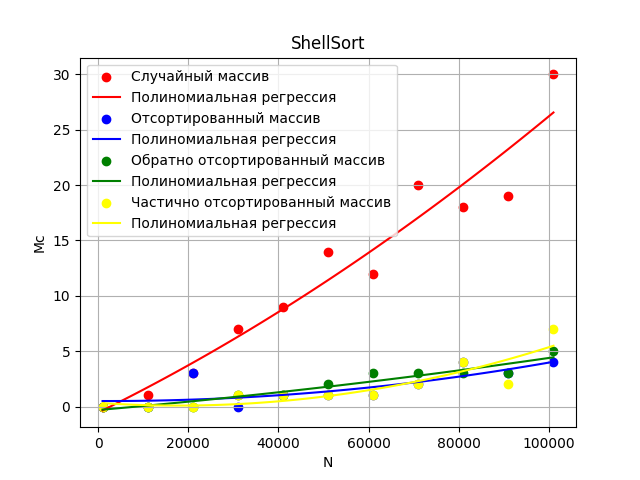 ShellSort
30
25
20
15
10
5
0
Мс
Случайный массив
Полиномиальная регрессия
Отсортированный массив
Полиномиальная регрессия
Обратно отсортированный массив
Полиномиальная регрессия
Частично отсортированный массив
Полиномиальная регрессия
0 20000 40000 60000 80000 100000
N